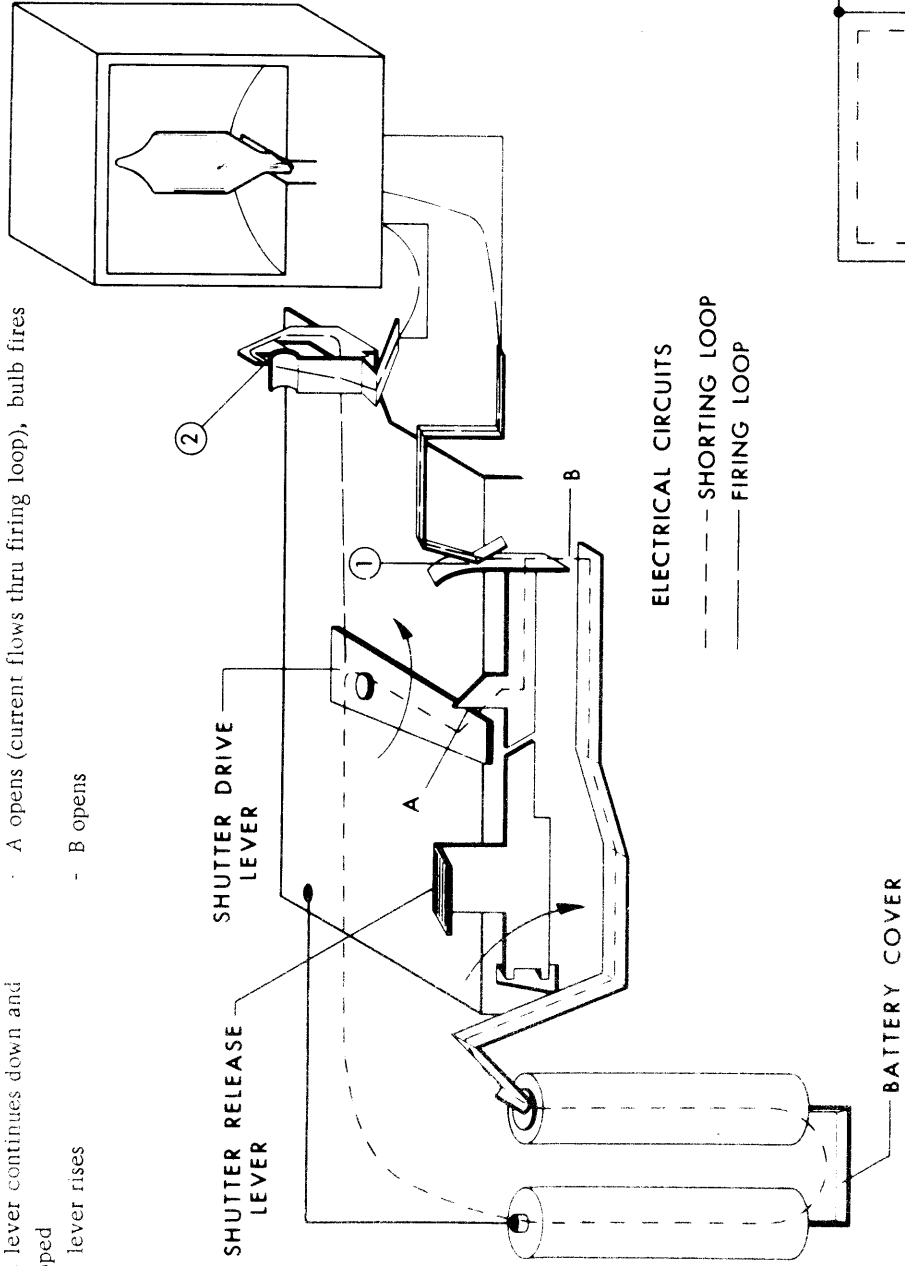 lever continues down and
· A opens (current flows thru firing loop), bulb fires
lever rises
- B opens
SHUTTER RELEASE
LEVER
SHUTTER DRIVE
LEVER
A
1
2
B
ELECTRICAL CIRCUITS
SHORTING LOOP
FIRING LOOP
BATTERY COVER